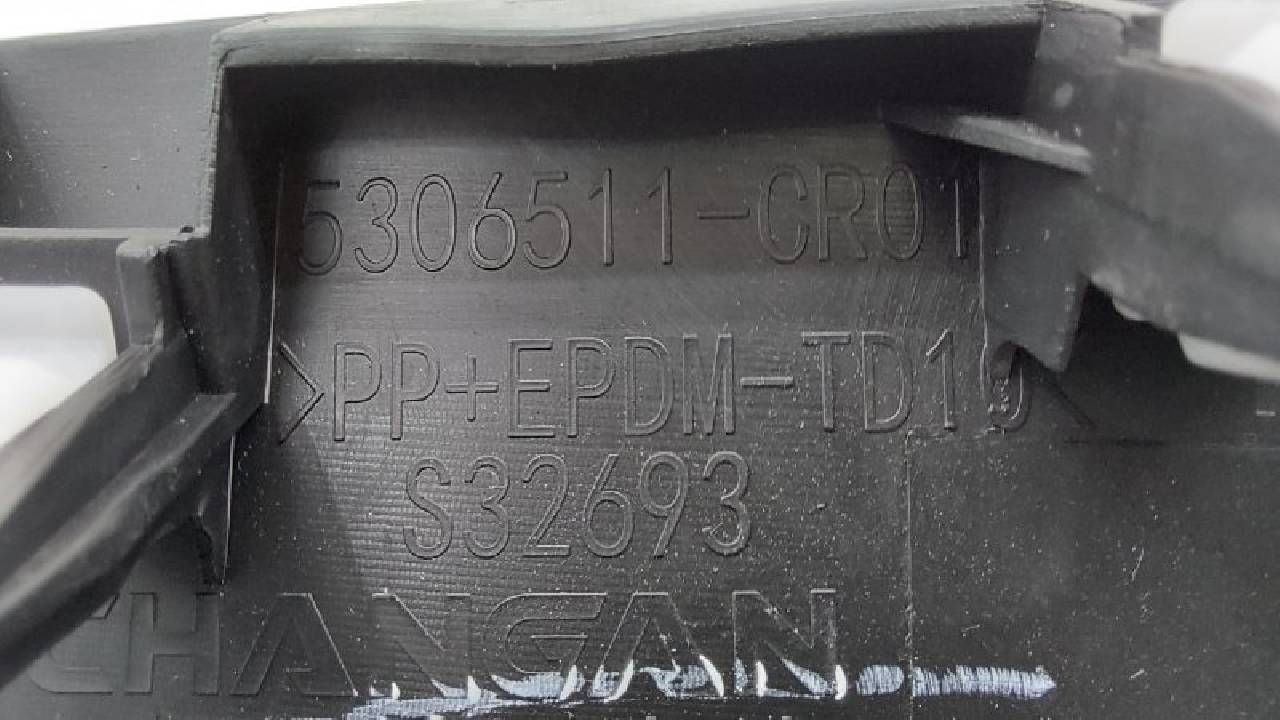 5306511-CR01
>PP+EPDM-TD10<
S32693
CHANGAN